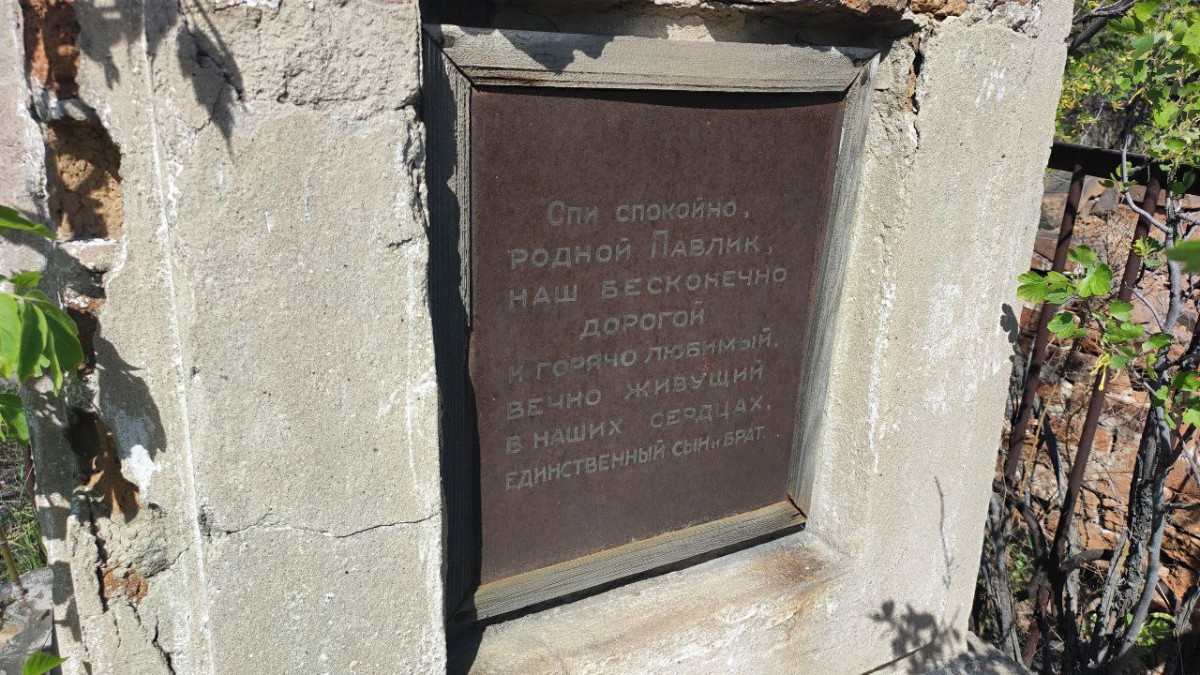 Спи спокойно,
родной Павлик,
наш бесконечно
дорогой
и горячо любимый,
вечно живущий
в наших сердцах,
единственный сын и брат.